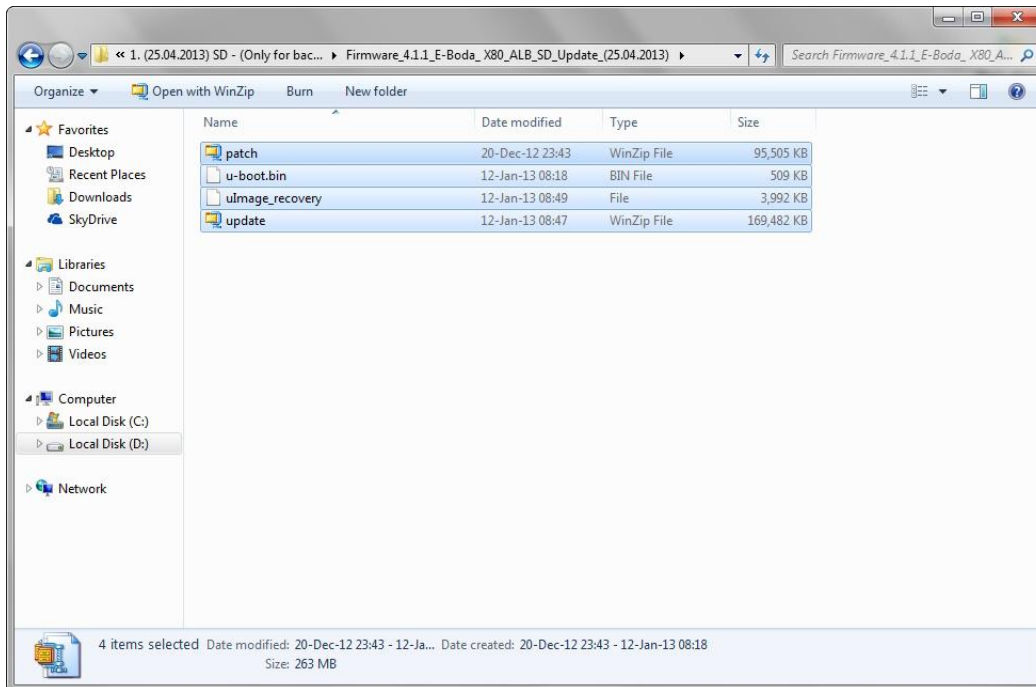 « 1. (25.04.2013) SD - (Only for bac... Firmware_4.1.1_E-Boda_X80_ALB_SD_Update_(25.04.2013) Search Firmware_4.1.1_E-Boda_ X80_A...
Organize Open with WinZip Burn New folder
Favorites
Desktop
Recent Places
Downloads
SkyDrive
Libraries
Documents
Music
Pictures
Videos
Computer
Local Disk (C:)
Local Disk (D:)
Network
Name Date modified Type Size
patch 20-Dec-12 23:43 WinZip File 95,505 KB
u-boot.bin 12-Jan-13 08:18 BIN File 509 KB
uImage_recovery 12-Jan-13 08:49 File 3,992 KB
update 12-Jan-13 08:47 WinZip File 169,482 KB
4 items selected Date modified: 20-Dec-12 23:43 - 12-Ja... Date created: 20-Dec-12 23:43 - 12-Jan-13 08:18
Size: 263 MB